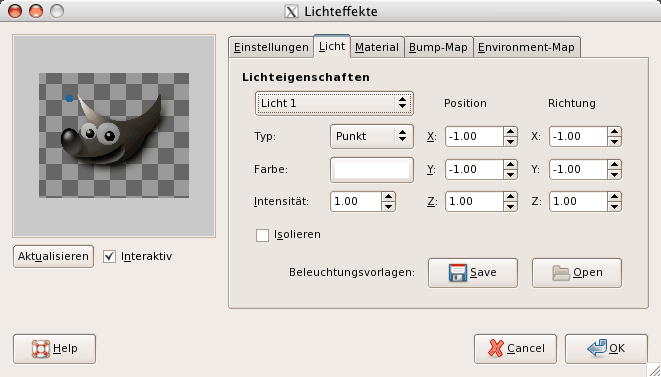 Lichteffekte
Einstellungen Licht Material Bump-Map Environment-Map
Lichteigenschaften
Licht 1 Position Richtung
Typ: Punkt X: -1.00 X: -1.00
Farbe: Y: -1.00 Y: -1.00
Intensität: 1.00 Z: 1.00 Z: 1.00
Isolieren
Aktualisieren Interaktiv
Beleuchtungsvorlagen: Save Open
Help Cancel OK